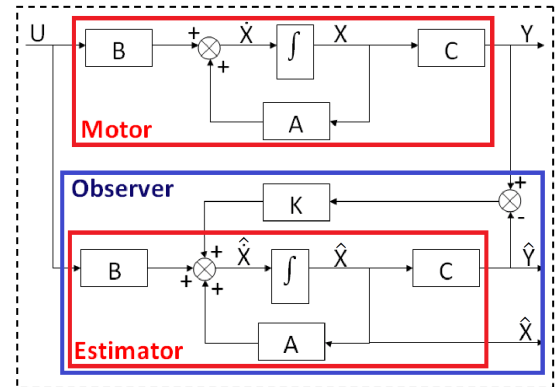 U B + + Ẋ ∫ X C Y
A
Motor
Observer
K + -
B + + + X̂̇ ∫ X̂ C Ŷ
A X̂
Estimator